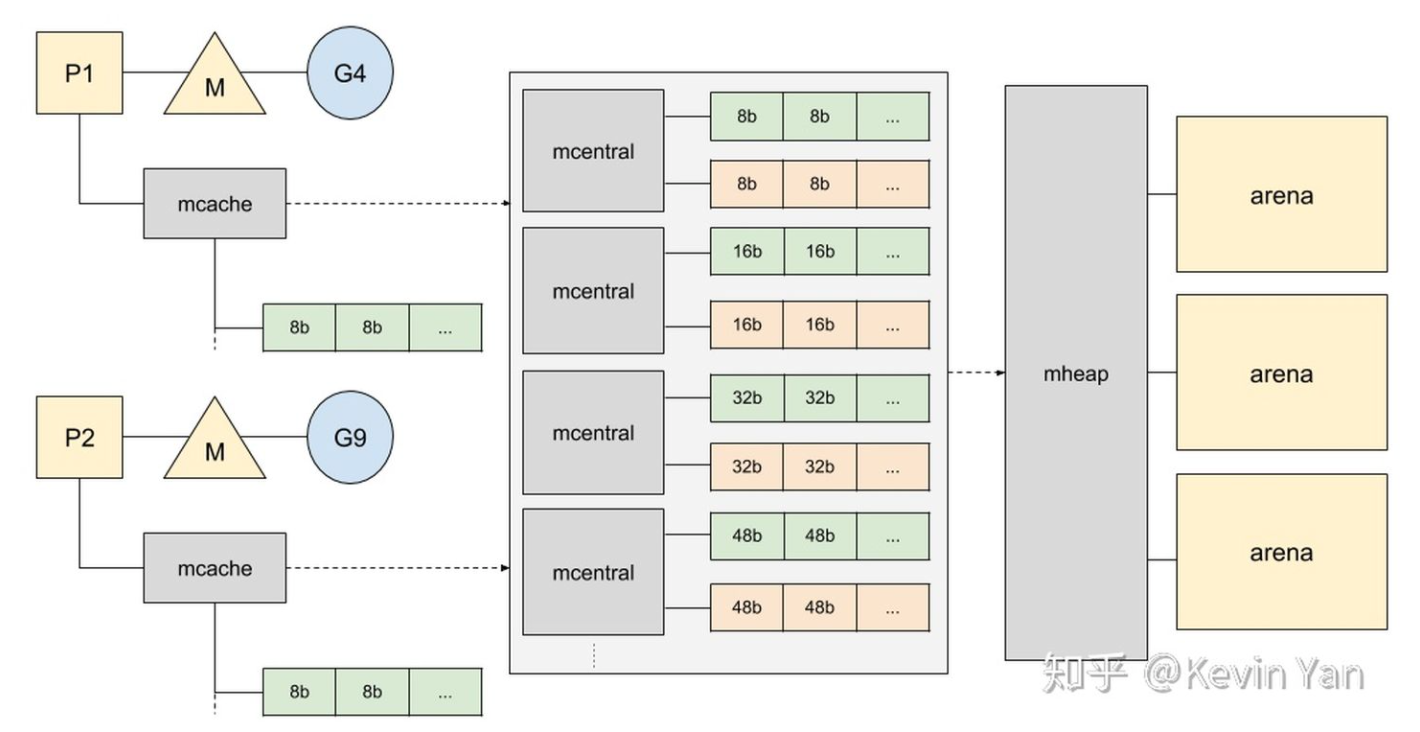 P1
M
G4
mcache
8b 8b ...
P2
M
G9
mcache
8b 8b ...
mcentral
8b 8b ...
8b 8b ...
mcentral
16b 16b ...
16b 16b ...
mcentral
32b 32b ...
32b 32b ...
mcentral
48b 48b ...
48b 48b ...
mheap
arena
arena
arena
知乎 @Kevin Yan